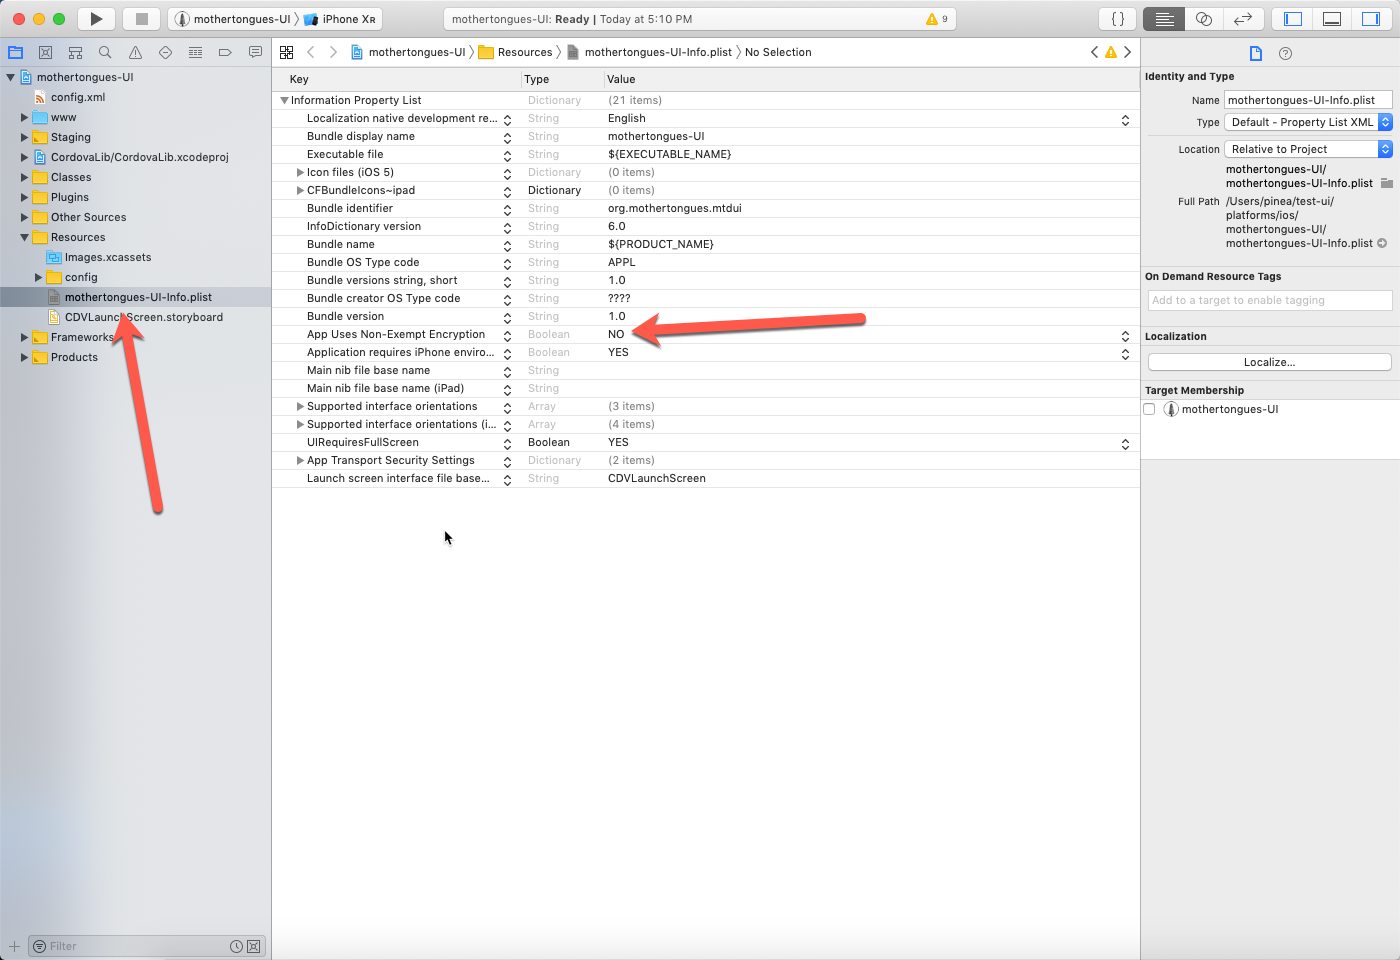 mothertongues-UI iPhone XR
mothertongues-UI: Ready | Today at 5:10 PM 9
{ }
mothertongues-UI
config.xml
www
Staging
CordovaLib/CordovaLib.xcodeproj
Classes
Plugins
Other Sources
Resources
Images.xcassets
config
mothertongues-UI-Info.plist
CDVLaunchScreen.storyboard
Frameworks
Products
Filter
mothertongues-UI Resources mothertongues-UI-Info.plist No Selection
Key Type Value
Information Property List Dictionary (21 items)
Localization native development re... String English
Bundle display name String mothertongues-UI
Executable file String ${EXECUTABLE_NAME}
Icon files (iOS 5) Dictionary (0 items)
CFBundleIcons~ipad Dictionary (0 items)
Bundle identifier String org.mothertongues.mtdui
InfoDictionary version String 6.0
Bundle name String ${PRODUCT_NAME}
Bundle OS Type code String APPL
Bundle versions string, short String 1.0
Bundle creator OS Type code String ????
Bundle version String 1.0
App Uses Non-Exempt Encryption Boolean NO
Application requires iPhone enviro... Boolean YES
Main nib file base name String
Main nib file base name (iPad) String
Supported interface orientations Array (3 items)
Supported interface orientations (i... Array (4 items)
UIRequiresFullScreen Boolean YES
App Transport Security Settings Dictionary (2 items)
Launch screen interface file base... String CDVLaunchScreen
Identity and Type
Name mothertongues-UI-Info.plist
Type Default - Property List XML
Location Relative to Project
mothertongues-UI/
mothertongues-UI-Info.plist
Full Path /Users/pinea/test-ui/
platforms/ios/
mothertongues-UI/
mothertongues-UI-Info.plist
On Demand Resource Tags
Add to a target to enable tagging
Localization
Localize...
Target Membership
mothertongues-UI